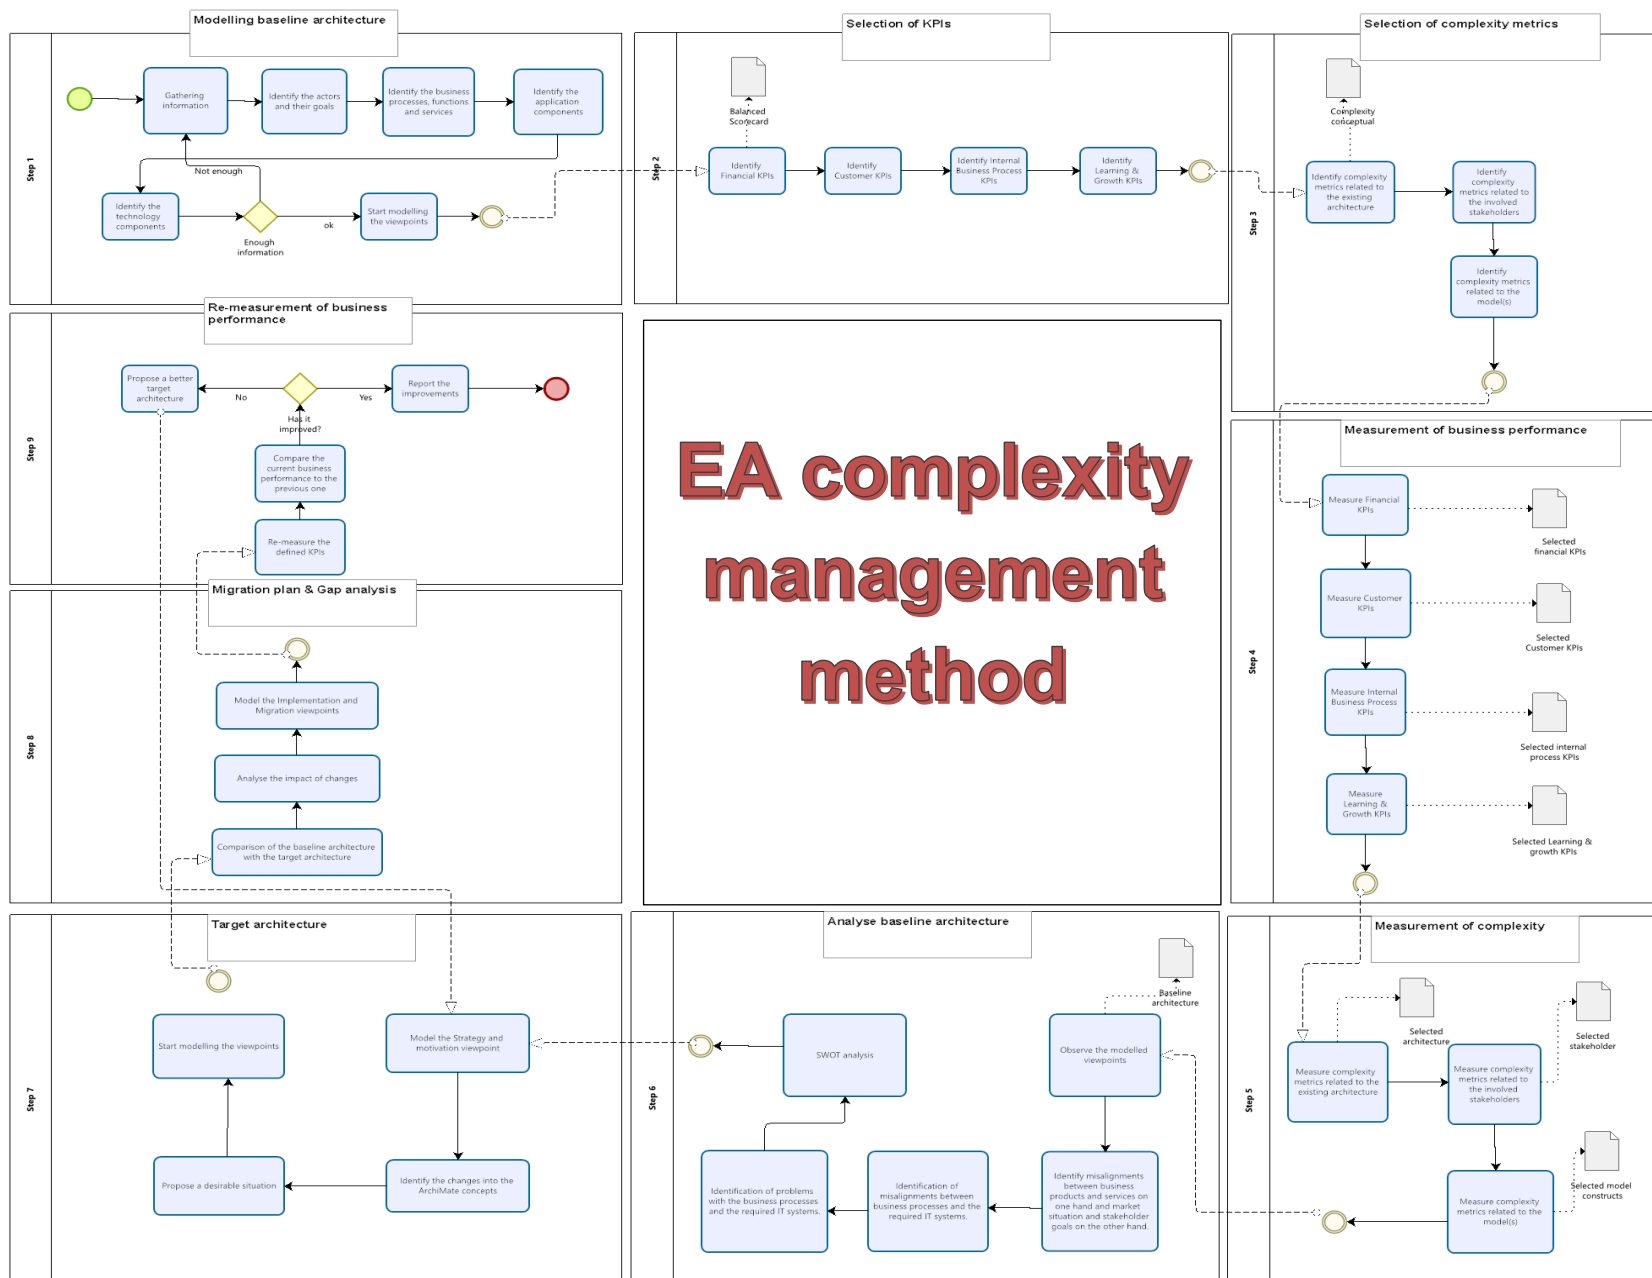 Modelling baseline architecture
Step 1
Gathering
information
Identify the actors
and their goals
Identify the business
processes, functions
and services
Identify the
application
components
Not enough
Identify the
technology
components
Enough
information
ok
Start modelling
the viewpoints
Selection of KPIs
Step 2
Balanced
Scorecard
Identify
Financial KPIs
Identify
Customer KPIs
Identify Internal
Business Process
KPIs
Identify
Learning &
Growth KPIs
Selection of complexity metrics
Step 3
Complexity
conceptual
Identify complexity
metrics related to
the existing
architecture
Identify
complexity
metrics related to
the involved
stakeholders
Identify
complexity metrics
related to the
model(s)
Re-measurement of business
performance
Step 9
Propose a better
target
architecture
No
Yes
Has it
improved?
Report the
improvements
Compare the
current business
performance to the
previous one
Re-measure the
defined KPIs
EA complexity
management
method
Measurement of business performance
Step 4
Measure Financial
KPIs
Selected
financial KPIs
Measure Customer
KPIs
Selected
Customer KPIs
Measure Internal
Business Process
KPIs
Selected internal
process KPIs
Measure
Learning &
Growth KPIs
Selected Learning &
growth KPIs
Migration plan & Gap analysis
Step 8
Model the Implementation and
Migration viewpoints
Analyse the impact of changes
Comparison of the baseline architecture
with the target architecture
Target architecture
Step 7
Start modelling the viewpoints
Model the Strategy and
motivation viewpoint
Propose a desirable situation
Identify the changes into the
ArchiMate concepts
Analyse baseline architecture
Step 6
Baseline
architecture
SWOT analysis
Observe the modelled
viewpoints
Identification of problems
with the business processes
and the required IT systems.
Identification of
misalignments between
business processes and the
required IT systems.
Identify misalignments
between business
products and services on
one hand and market
situation and stakeholder
goals on the other hand.
Measurement of complexity
Step 5
Selected
architecture
Selected
stakeholder
Measure complexity
metrics related to the
existing architecture
Measure complexity
metrics related to
the involved
stakeholders
Selected model
constructs
Measure complexity
metrics related to the
model(s)